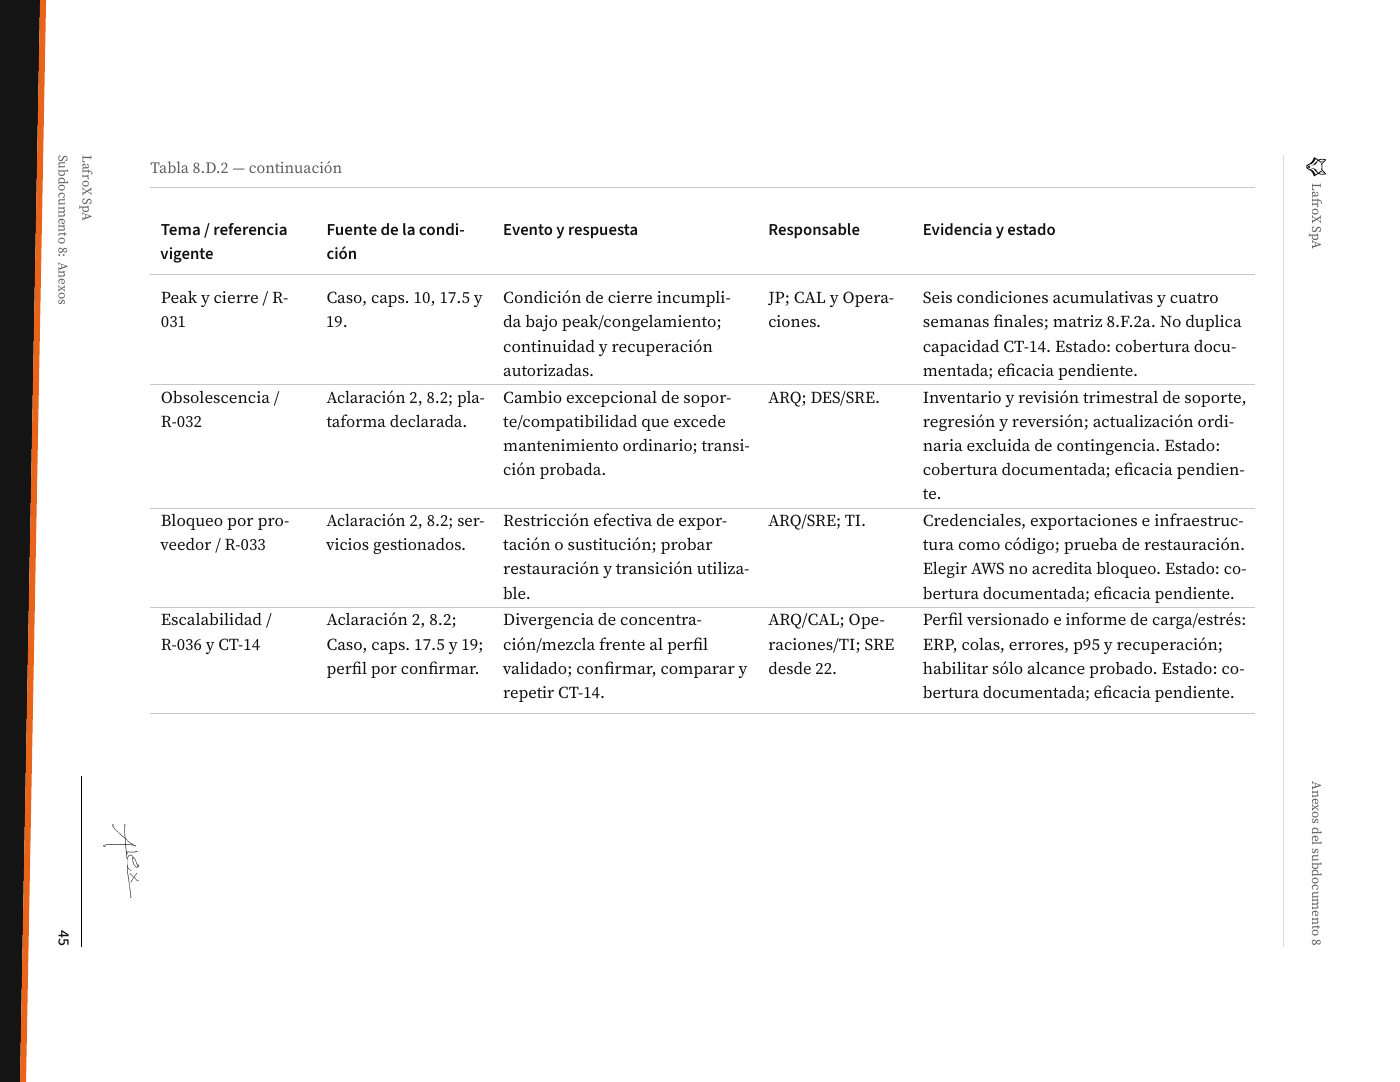 LafroX SpA
Anexos del subdocumento 8
Tabla 8.D.2 — continuación
Tema / referencia
vigente
Fuente de la condi-
ción
Evento y respuesta
Responsable
Evidencia y estado
Peak y cierre / R-
031
Caso, caps. 10, 17.5 y
19.
Condición de cierre incumpli-
da bajo peak/congelamiento;
continuidad y recuperación
autorizadas.
JP; CAL y Opera-
ciones.
Seis condiciones acumulativas y cuatro
semanas finales; matriz 8.F.2a. No duplica
capacidad CT-14. Estado: cobertura docu-
mentada; eficacia pendiente.
Obsolescencia /
R-032
Aclaración 2, 8.2; pla-
taforma declarada.
Cambio excepcional de sopor-
te/compatibilidad que excede
mantenimiento ordinario; transi-
ción probada.
ARQ; DES/SRE.
Inventario y revisión trimestral de soporte,
regresión y reversión; actualización ordi-
naria excluida de contingencia. Estado:
cobertura documentada; eficacia pendien-
te.
Bloqueo por pro-
veedor / R-033
Aclaración 2, 8.2; ser-
vicios gestionados.
Restricción efectiva de expor-
tación o sustitución; probar
restauración y transición utiliza-
ble.
ARQ/SRE; TI.
Credenciales, exportaciones e infraestruc-
tura como código; prueba de restauración.
Elegir AWS no acredita bloqueo. Estado: co-
bertura documentada; eficacia pendiente.
Escalabilidad /
R-036 y CT-14
Aclaración 2, 8.2;
Caso, caps. 17.5 y 19;
perfil por confirmar.
Divergencia de concentra-
ción/mezcla frente al perfil
validado; confirmar, comparar y
repetir CT-14.
ARQ/CAL; Ope-
raciones/TI; SRE
desde 22.
Perfil versionado e informe de carga/estrés:
ERP, colas, errores, p95 y recuperación;
habilitar sólo alcance probado. Estado: co-
bertura documentada; eficacia pendiente.
Aleix
LafroX SpA
Subdocumento 8: Anexos
45